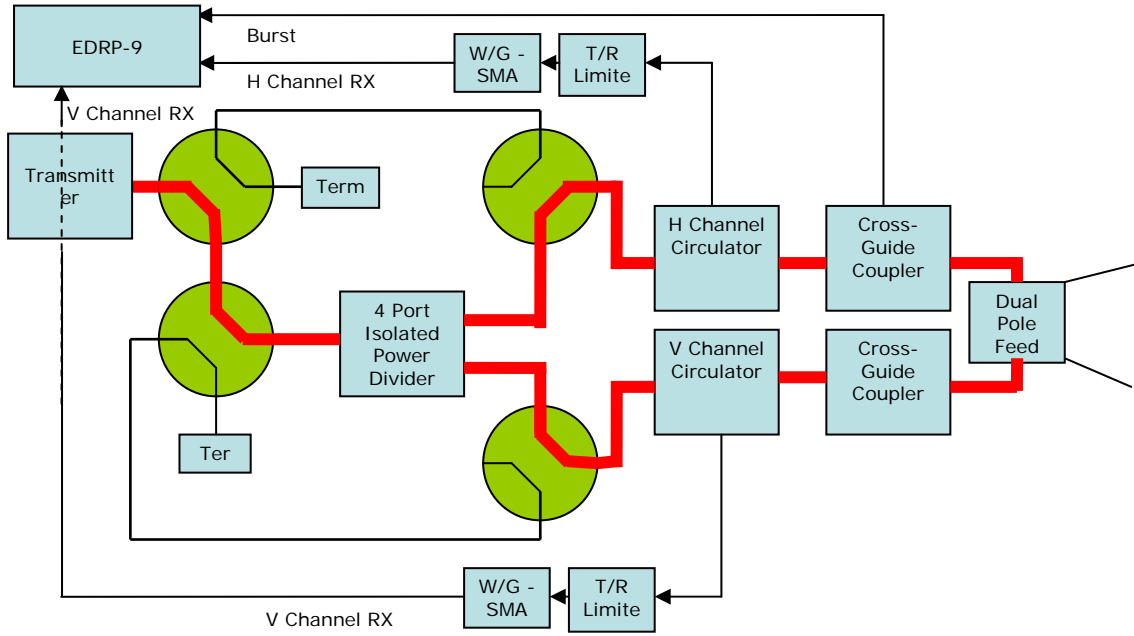 EDRP-9
Burst
W/G -
SMA
T/R
Limite
H Channel RX
V Channel RX
Transmitt
er
Term
H Channel
Circulator
Cross-
Guide
Coupler
4 Port
Isolated
Power
Divider
Dual
Pole
Feed
V Channel
Circulator
Cross-
Guide
Coupler
Ter
W/G -
SMA
T/R
Limite
V Channel RX